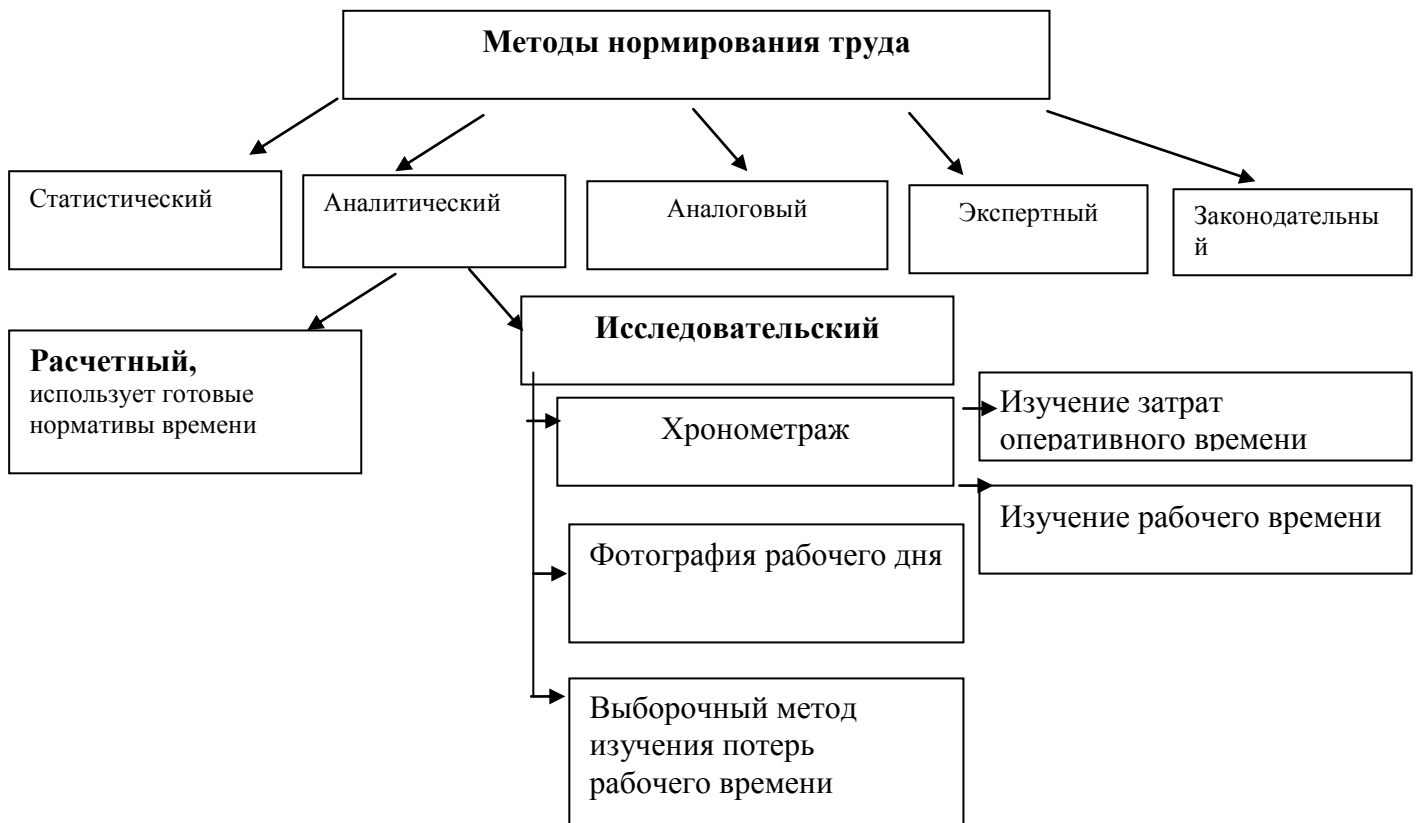 Методы нормирования труда
Статистический
Аналитический
Аналоговый
Экспертный
Законодательны
й
Расчетный,
использует готовые
нормативы времени
Исследовательский
Хронометраж
Изучение затрат
оперативного времени
Изучение рабочего времени
Фотография рабочего дня
Выборочный метод
изучения потерь
рабочего времени